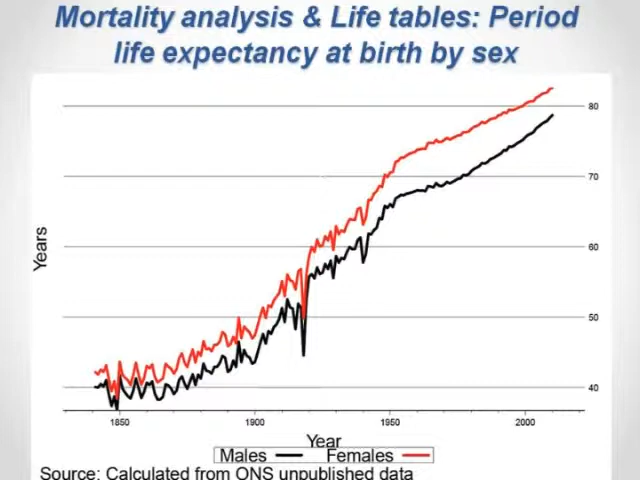 Mortality analysis & Life tables: Period
life expectancy at birth by sex
80
70
60
50
40
Years
1850 1900 1950 2000
Year
Males Females
Source: Calculated from ONS unpublished data